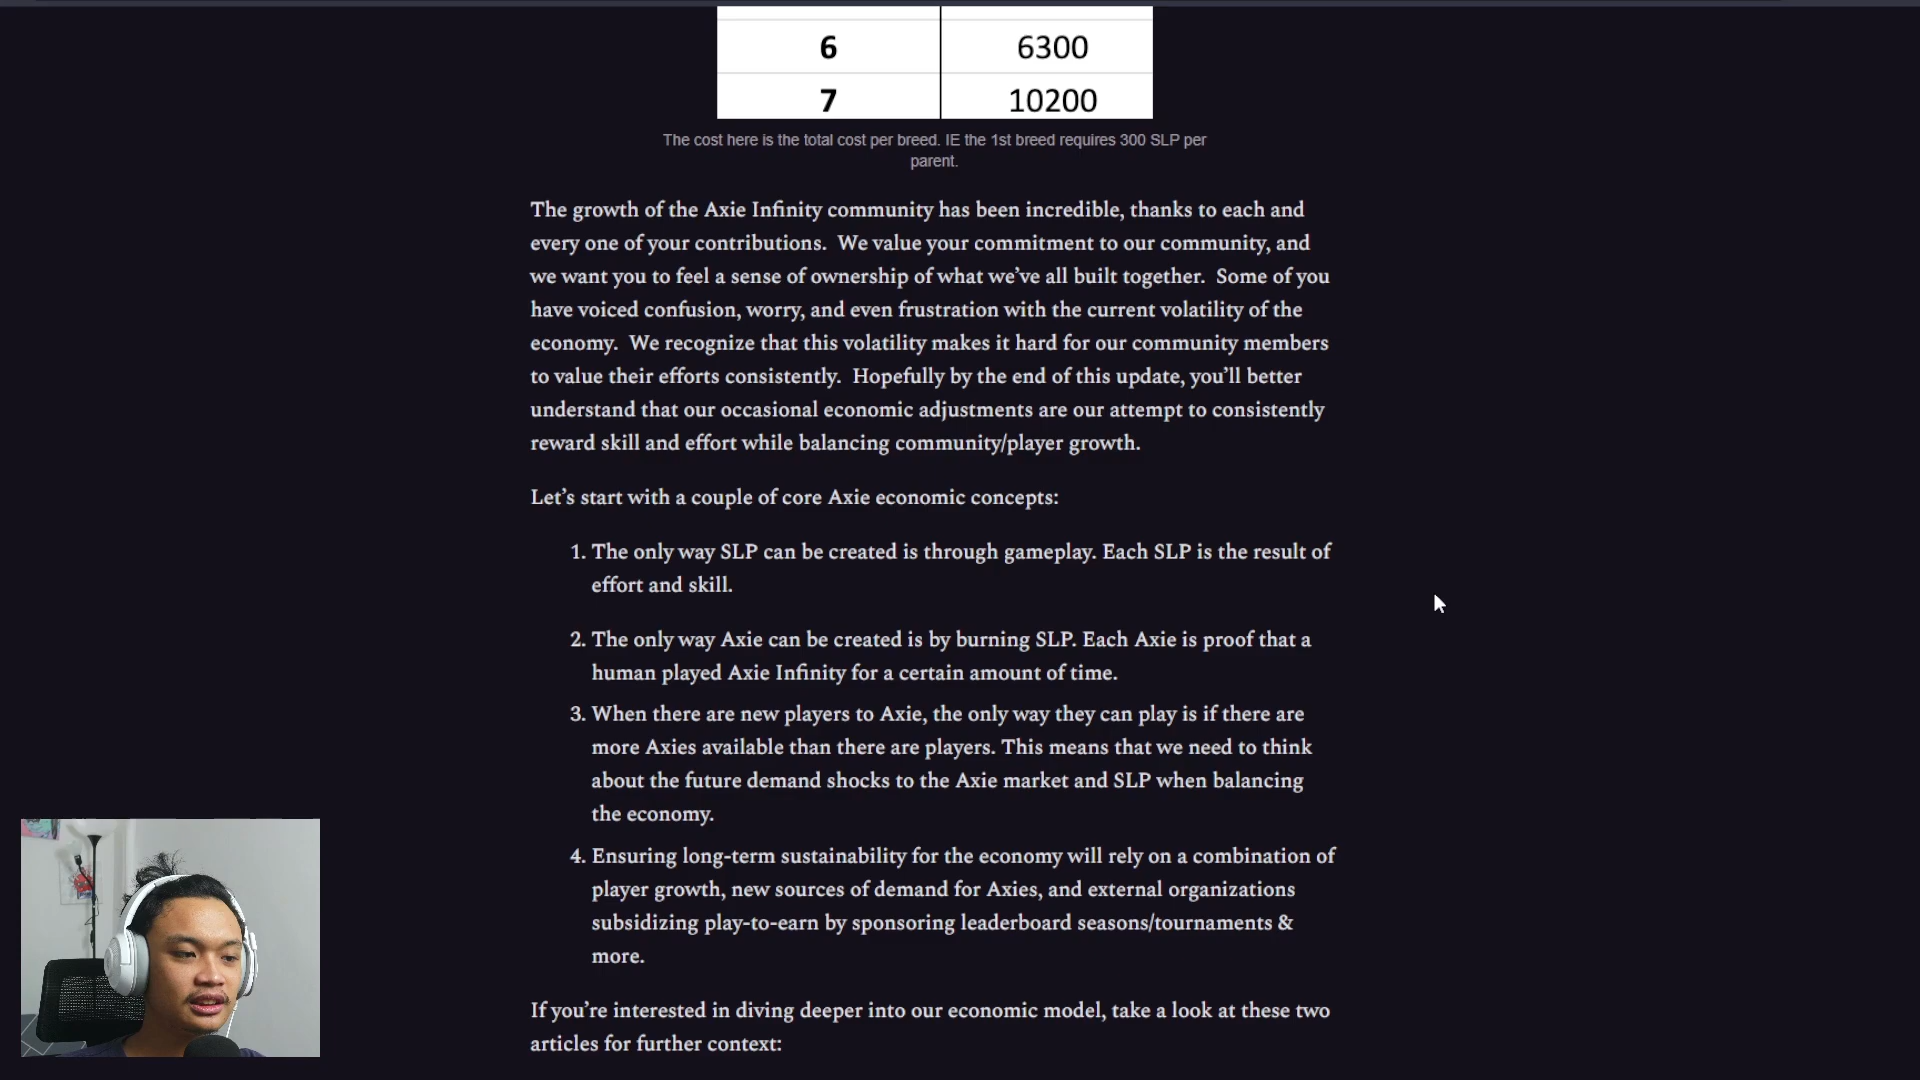 6 6300
7 10200
The cost here is the total cost per breed. IE the 1st breed requires 300 SLP per
parent.
The growth of the Axie Infinity community has been incredible, thanks to each and
every one of your contributions.  We value your commitment to our community, and
we want you to feel a sense of ownership of what we’ve all built together.  Some of you
have voiced confusion, worry, and even frustration with the current volatility of the
economy.  We recognize that this volatility makes it hard for our community members
to value their efforts consistently.  Hopefully by the end of this update, you’ll better
understand that our occasional economic adjustments are our attempt to consistently
reward skill and effort while balancing community/player growth.
Let’s start with a couple of core Axie economic concepts:
1. The only way SLP can be created is through gameplay. Each SLP is the result of
effort and skill.
2. The only way Axie can be created is by burning SLP. Each Axie is proof that a
human played Axie Infinity for a certain amount of time.
3. When there are new players to Axie, the only way they can play is if there are
more Axies available than there are players. This means that we need to think
about the future demand shocks to the Axie market and SLP when balancing
the economy.
4. Ensuring long-term sustainability for the economy will rely on a combination of
player growth, new sources of demand for Axies, and external organizations
subsidizing play-to-earn by sponsoring leaderboard seasons/tournaments &
more.
If you’re interested in diving deeper into our economic model, take a look at these two
articles for further context: